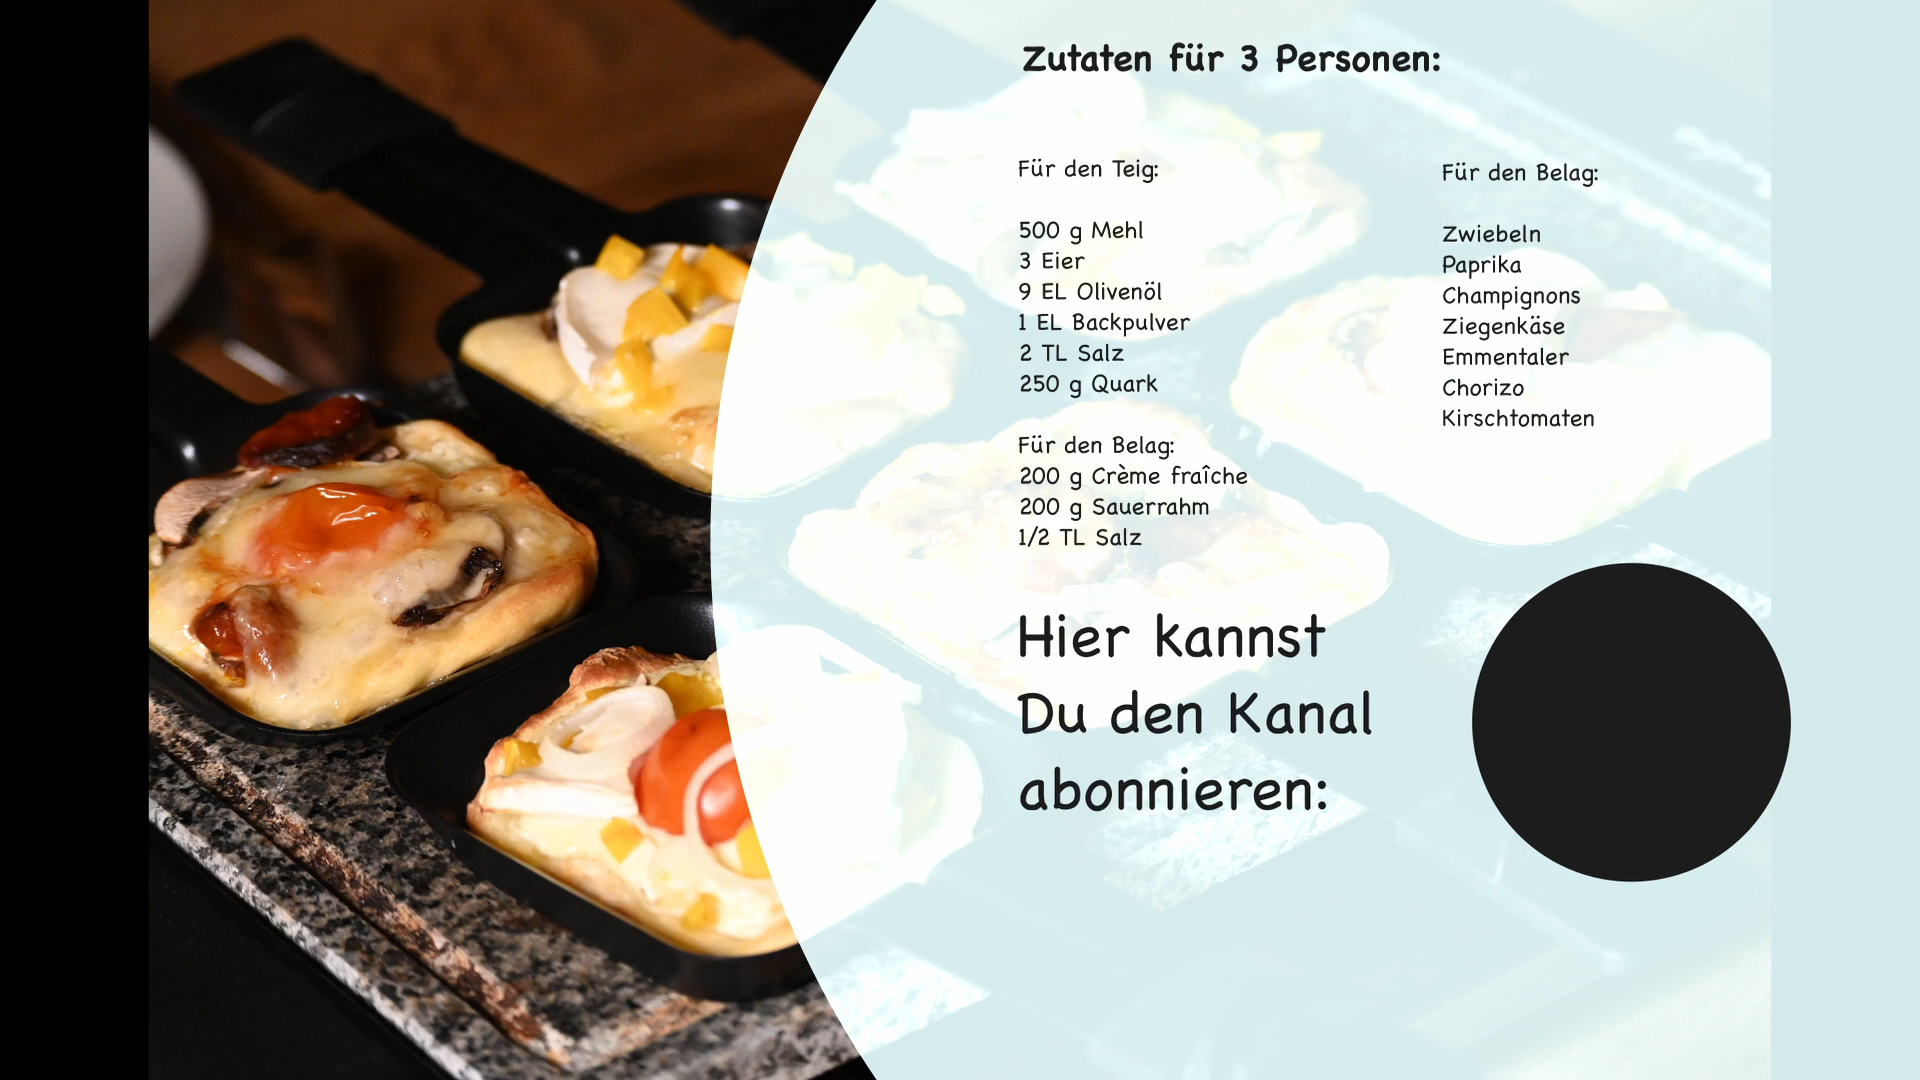 Zutaten für 3 Personen:
Für den Teig:
500 g Mehl
3 Eier
9 EL Olivenöl
1 EL Backpulver
2 TL Salz
250 g Quark
Für den Belag:
200 g Crème fraîche
200 g Sauerrahm
1/2 TL Salz
Für den Belag:
Zwiebeln
Paprika
Champignons
Ziegenkäse
Emmentaler
Chorizo
Kirschtomaten
Hier kannst
Du den Kanal
abonnieren: